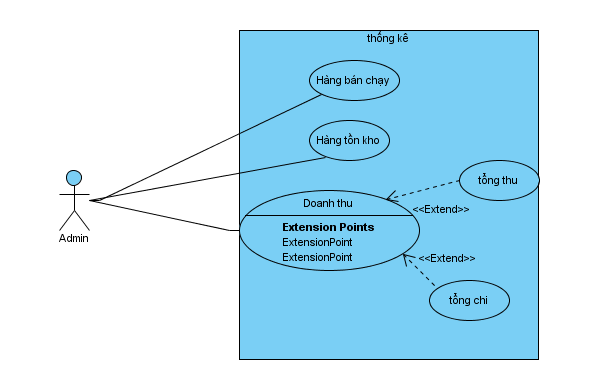 thống kê
Hàng bán chạy
Hàng tồn kho
tổng thu
Doanh thu
<<Extend>>
Extension Points
ExtensionPoint
ExtensionPoint
<<Extend>>
Admin
tổng chi